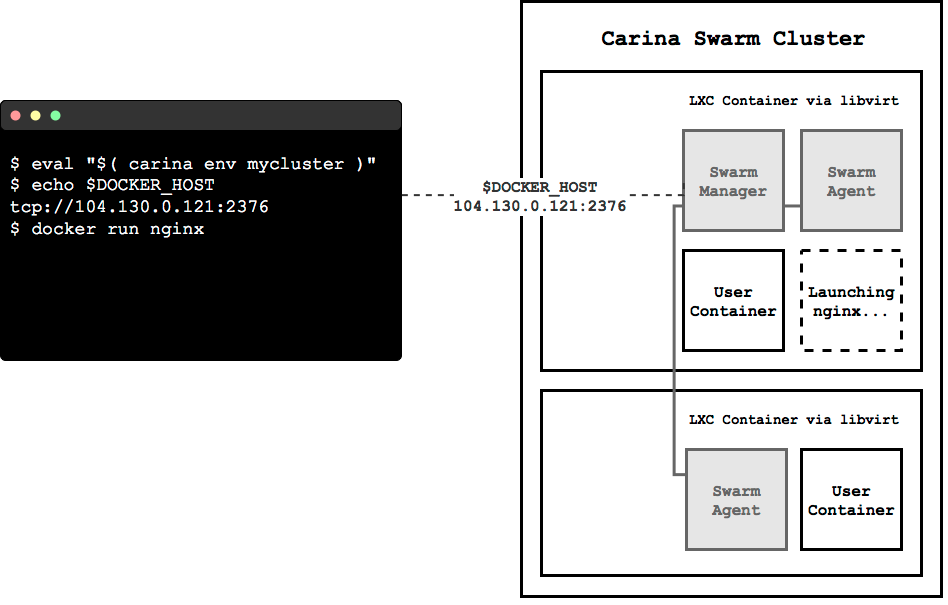 Carina Swarm Cluster
$ eval "$( carina env mycluster )"
$ echo $DOCKER_HOST
tcp://104.130.0.121:2376
$ docker run nginx
$DOCKER_HOST
104.130.0.121:2376
LXC Container via libvirt
Swarm
Manager
Swarm
Agent
User
Container
Launching
nginx...
LXC Container via libvirt
Swarm
Agent
User
Container